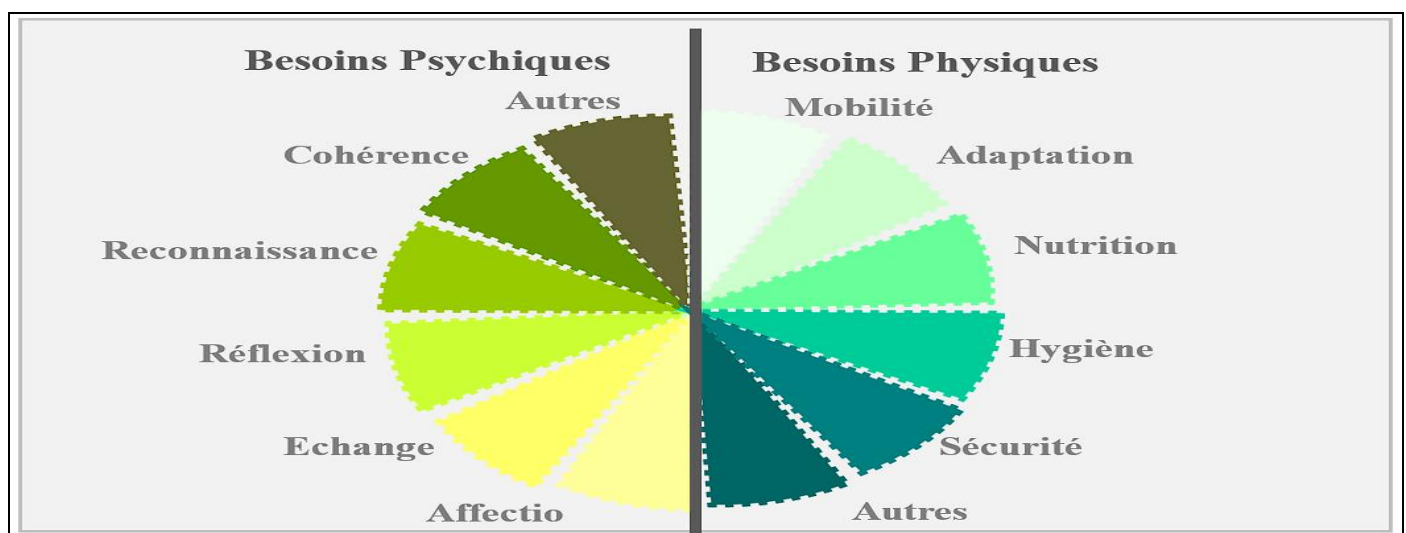 Besoins Psychiques
Autres
Cohérence
Reconnaissance
Réflexion
Echange
Affectio
Besoins Physiques
Mobilité
Adaptation
Nutrition
Hygiène
Sécurité
Autres